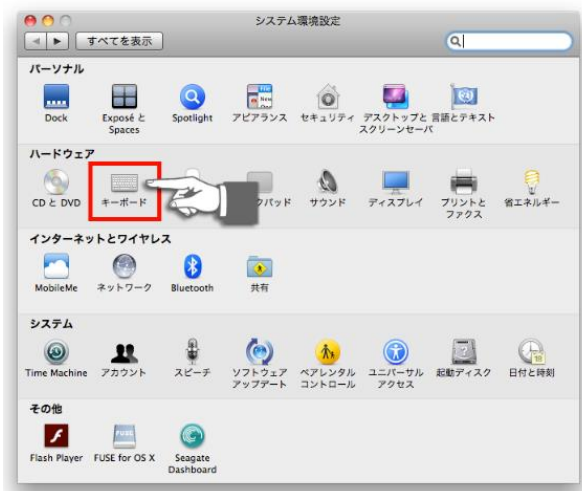 システム環境設定
すべてを表示
パーソナル
Dock
Exposé と
Spaces
Spotlight
アピアランス
セキュリティ
デスクトップと
スクリーンセーバ
言語とテキスト
ハードウェア
CD と DVD
キーボード
クパッド
サウンド
ディスプレイ
プリントと
ファクス
省エネルギー
インターネットとワイヤレス
MobileMe
ネットワーク
Bluetooth
共有
システム
Time Machine
アカウント
スピーチ
ソフトウェア
アップデート
ペアレンタル
コントロール
ユニバーサル
アクセス
起動ディスク
日付と時刻
その他
Flash Player
FUSE for OS X
Seagate
Dashboard